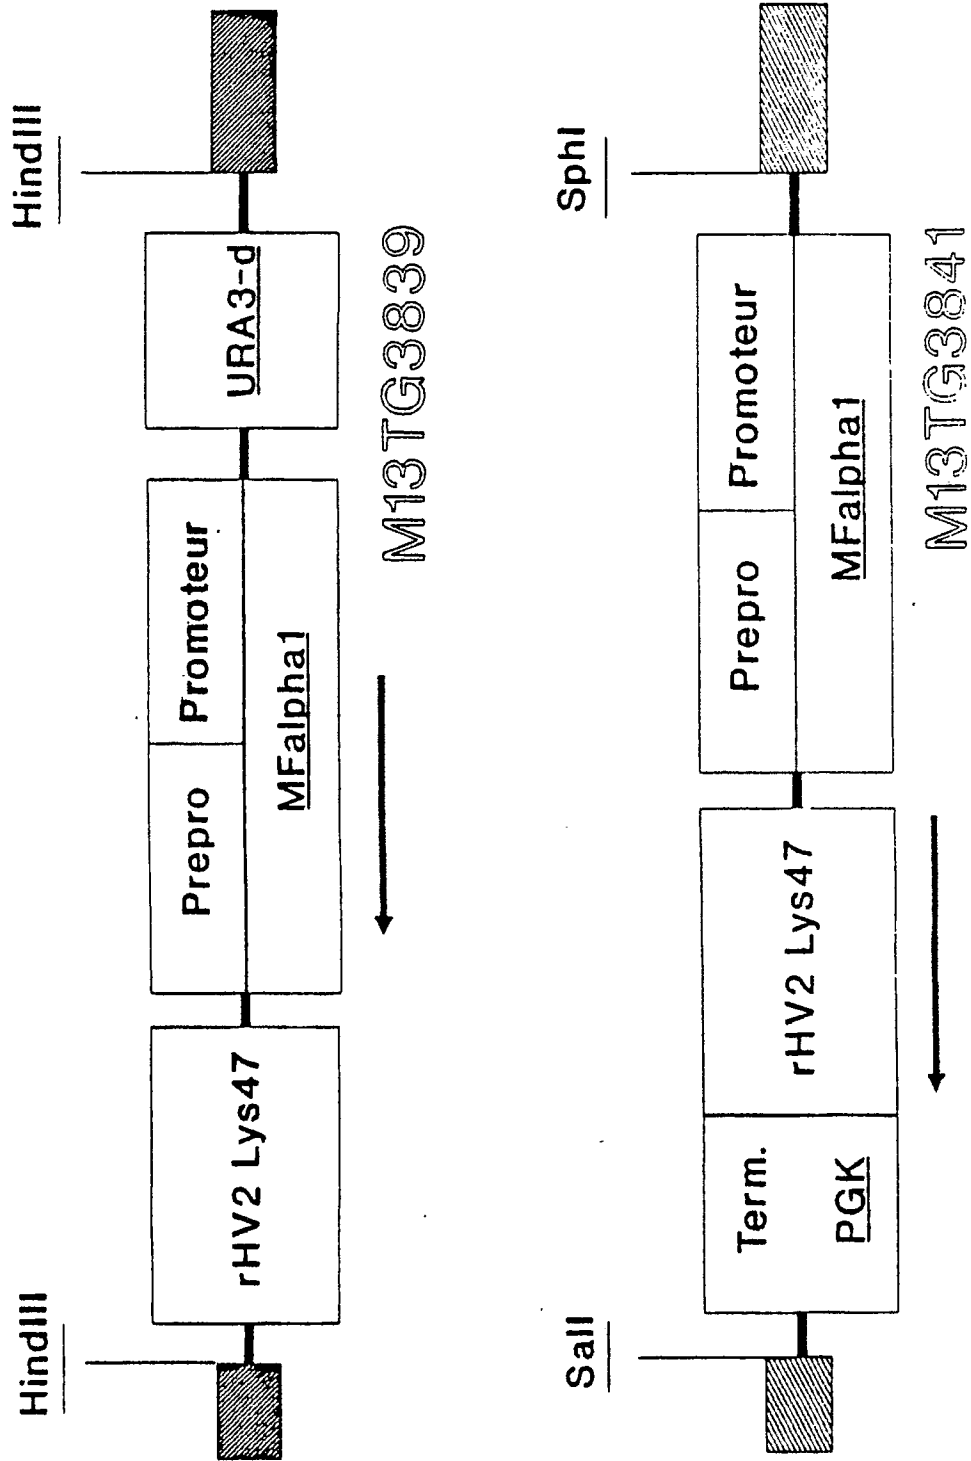 HindIII
HindIII
rHV2 Lys47
Prepro
Promoteur
MFalpha1
URA3-d
M13TG3839
SalI
SphI
Term.
PGK
rHV2 Lys47
Prepro
Promoteur
MFalpha1
M13TG3841